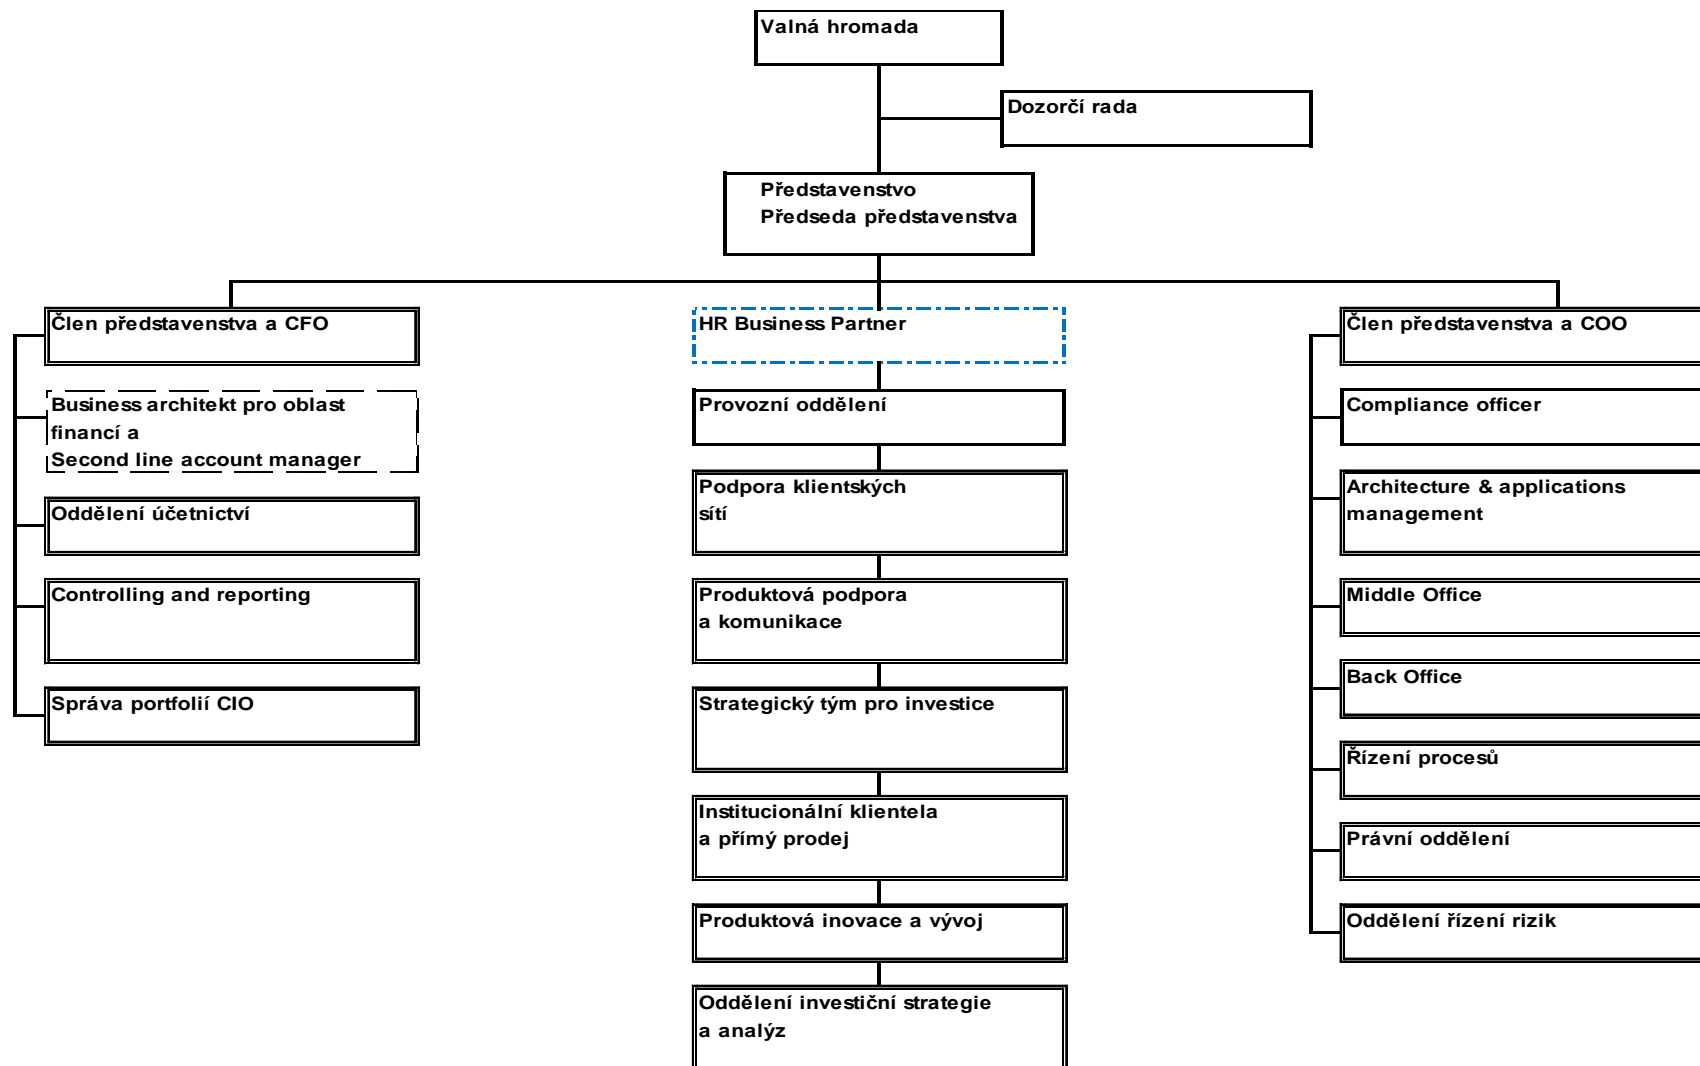 Valná hromada
Dozorčí rada
Představenstvo
Předseda představenstva
Člen představenstva a CFO
Business architekt pro oblast
financí a
Second line account manager
Oddělení účetnictví
Controlling and reporting
Správa portfolií CIO
HR Business Partner
Provozní oddělení
Podpora klientských
sítí
Produktová podpora
a komunikace
Strategický tým pro investice
Institucionální klientela
a přímý prodej
Produktová inovace a vývoj
Oddělení investiční strategie
a analýz
Člen představenstva a COO
Compliance officer
Architecture & applications
management
Middle Office
Back Office
Řízení procesů
Právní oddělení
Oddělení řízení rizik